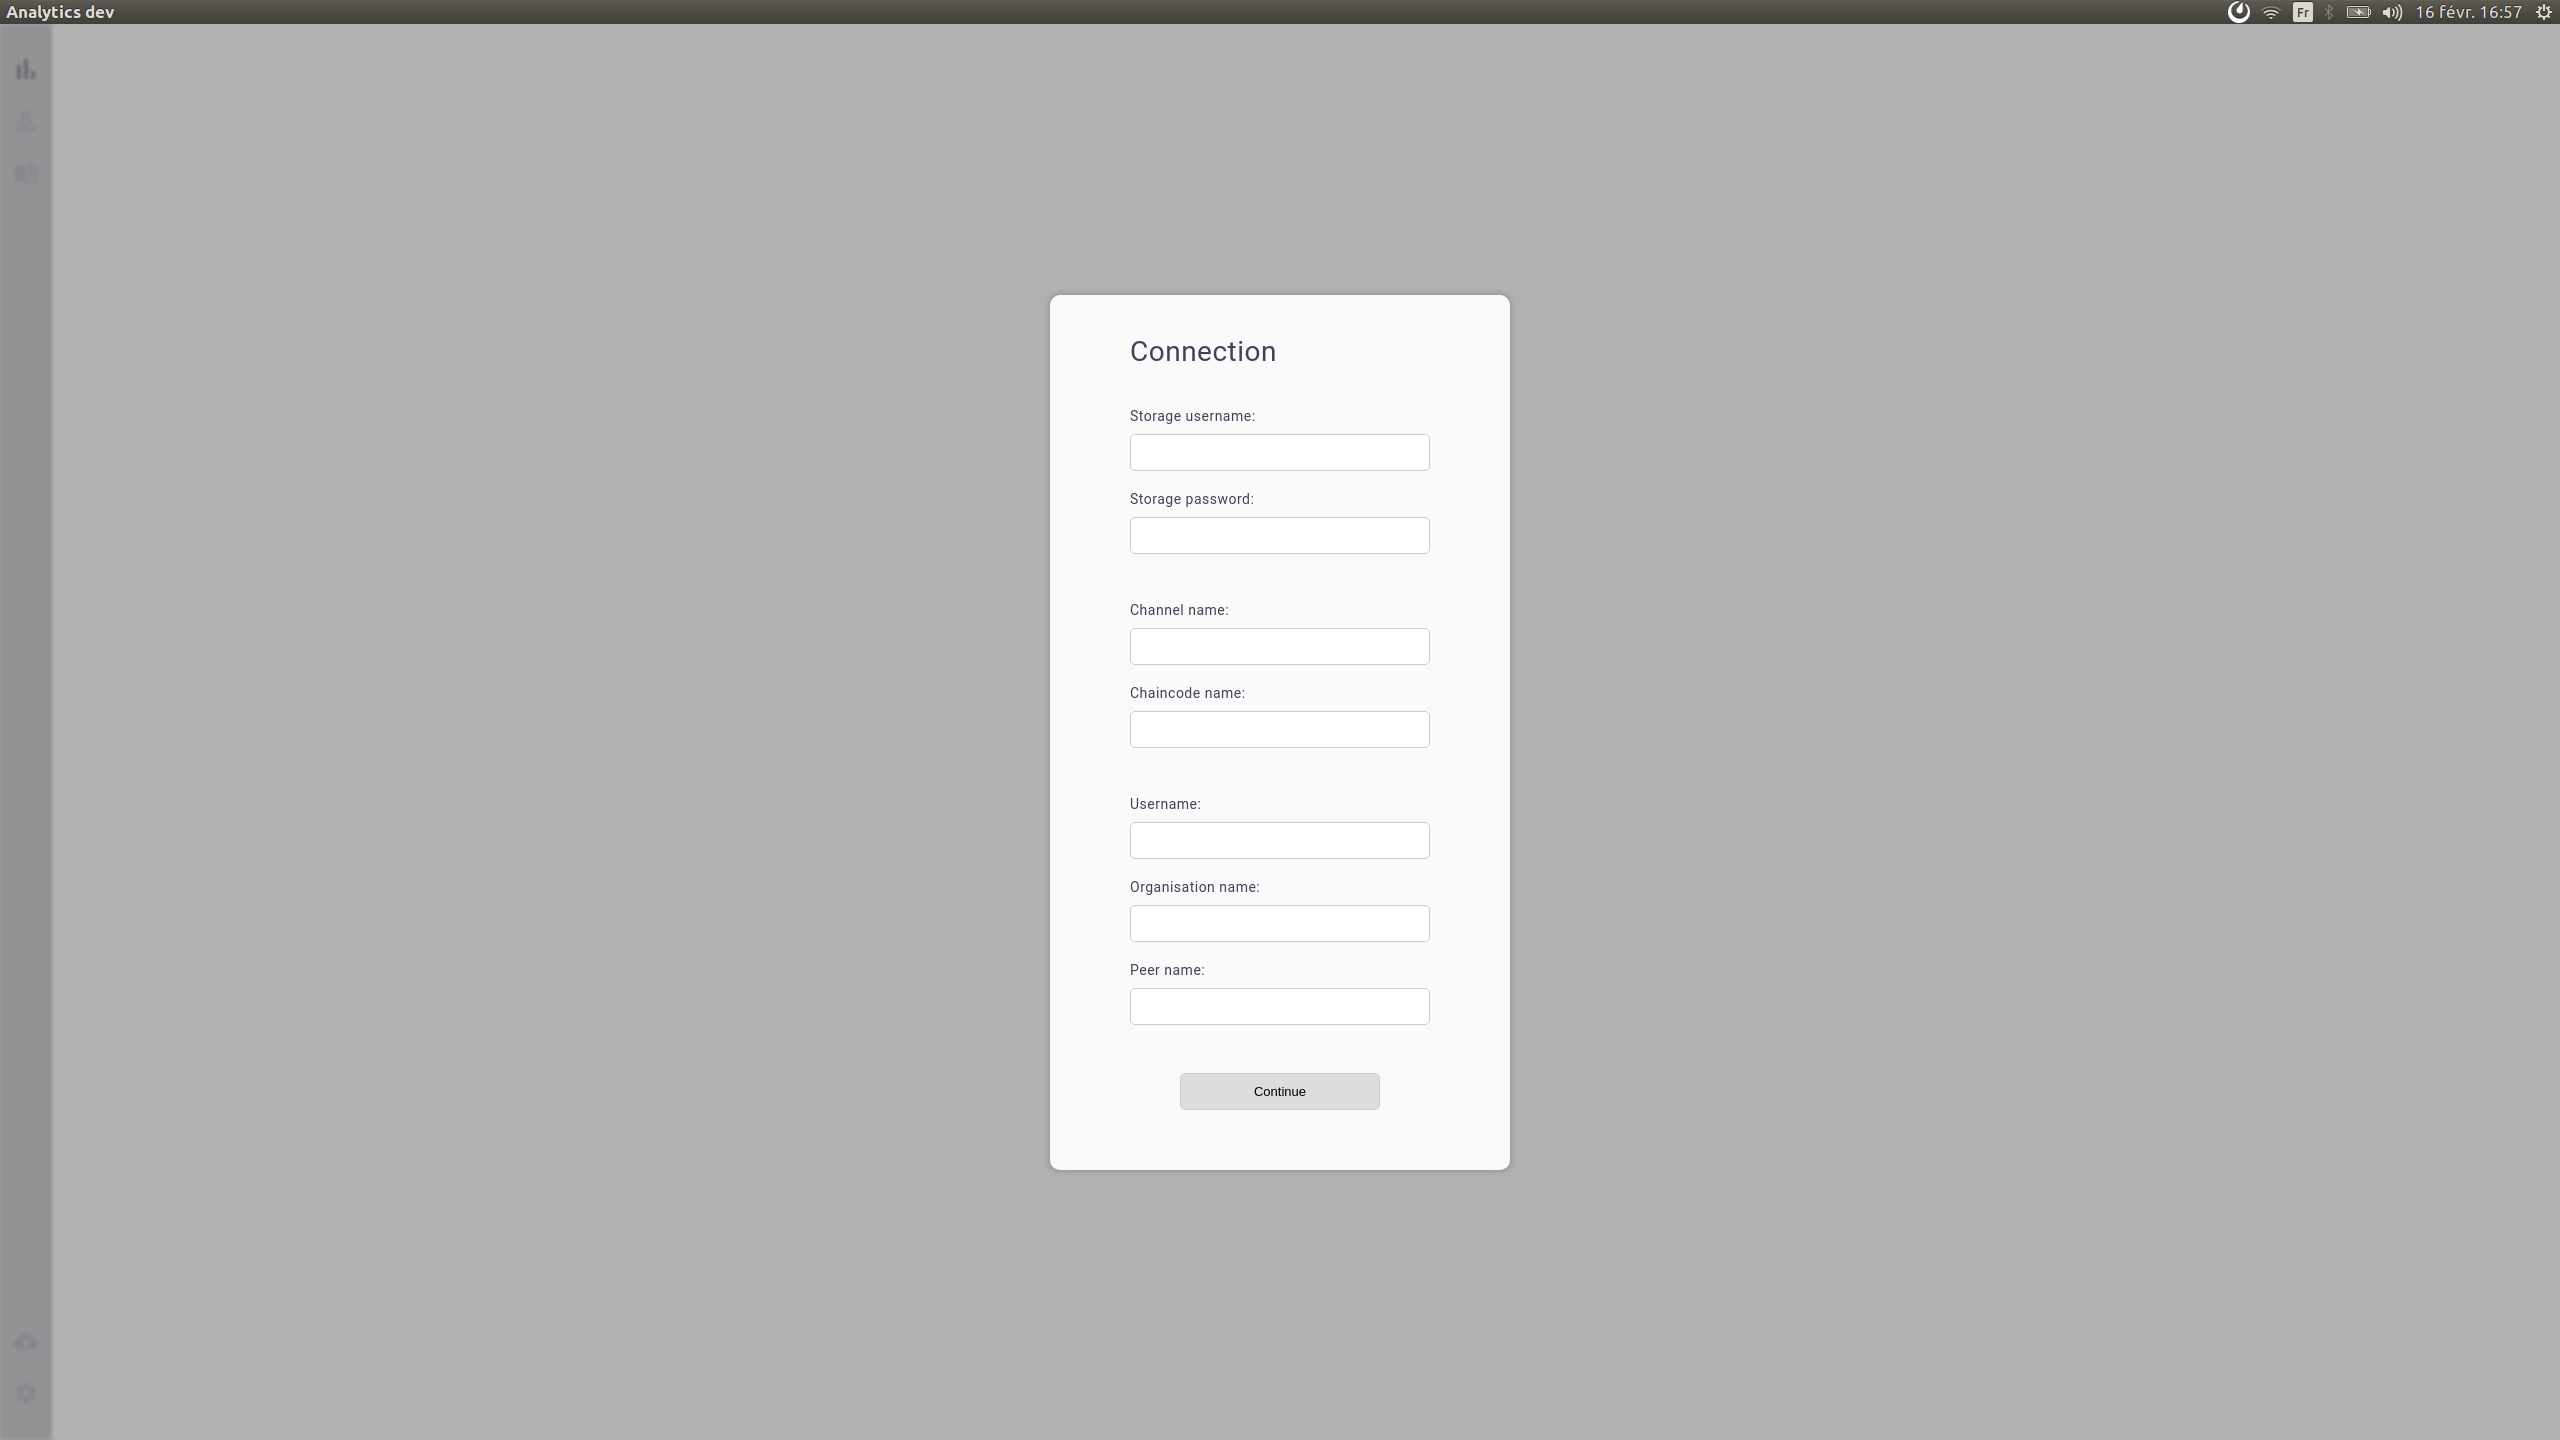 Analytics dev
Fr
16 févr. 16:57
Connection
Storage username:
Storage password:
Channel name:
Chaincode name:
Username:
Organisation name:
Peer name:
Continue